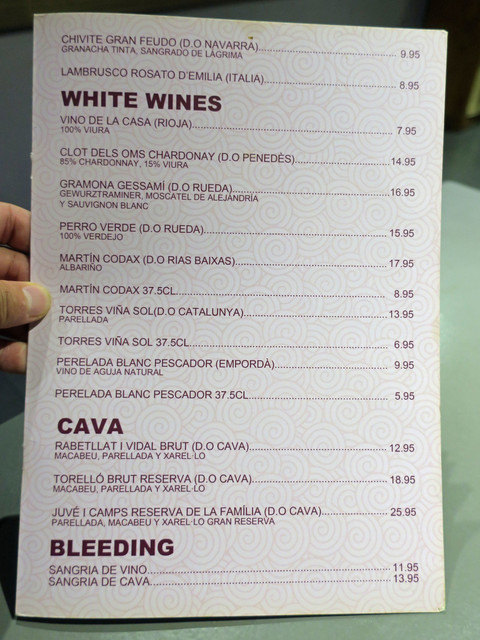 CHIVITE GRAN FEUDO (D.O NAVARRA)..................................... 9.95
GRANACHA TINTA, SANGRADO DE LÀGRIMA
LAMBRUSCO ROSATO D'EMILIA (ITALIA)................................... 8.95
WHITE WINES
VINO DE LA CASA (RIOJA)..................................................... 7.95
100% VIURA
CLOT DELS OMS CHARDONAY (D.O PENEDÈS)........................ 14.95
85% CHARDONNAY, 15% VIURA
GRAMONA GESSAMÍ (D.O RUEDA)........................................ 16.95
GEWURZTRAMINER, MOSCATEL DE ALEJANDRÍA
Y SAUVIGNON BLANC
PERRO VERDE (D.O RUEDA)................................................ 15.95
100% VERDEJO
MARTÍN CODAX (D.O RIAS BAIXAS)....................................... 17.95
ALBARIÑO
MARTÍN CODAX 37.5CL....................................................... 8.95
TORRES VIÑA SOL(D.O CATALUNYA)..................................... 13.95
PARELLADA
TORRES VIÑA SOL 37.5CL................................................... 6.95
PERELADA BLANC PESCADOR (EMPORDÀ)............................. 9.95
VINO DE AGUJA NATURAL
PERELADA BLANC PESCADOR 37.5CL.................................... 5.95
CAVA
RABETLLAT I VIDAL BRUT (D.O CAVA).................................... 12.95
MACABEU, PARELLADA Y XAREL·LO
TORELLÓ BRUT RESERVA (D.O CAVA)................................... 18.95
MACABEU, PARELLADA Y XAREL·LO
JUVÉ I CAMPS RESERVA DE LA FAMÍLIA (D.O CAVA)................. 25.95
PARELLADA, MACABEU Y XAREL·LO GRAN RESERVA
BLEEDING
SANGRIA DE VINO............................................................... 11.95
SANGRIA DE CAVA............................................................... 13.95